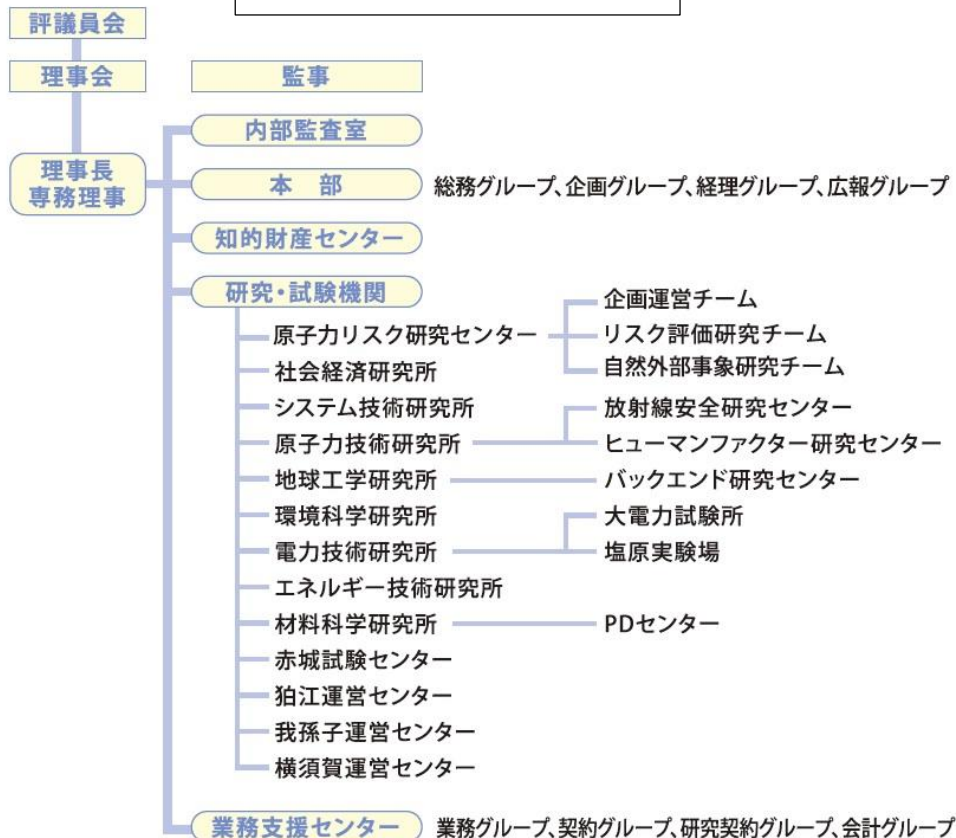 評議員会
理事会
監事
内部監査室
理事長
専務理事
本 部
総務グループ、企画グループ、経理グループ、広報グループ
知的財産センター
研究・試験機関
原子力リスク研究センター
企画運営チーム
リスク評価研究チーム
自然外部事象研究チーム
社会経済研究所
システム技術研究所
原子力技術研究所
放射線安全研究センター
ヒューマンファクター研究センター
地球工学研究所
バックエンド研究センター
環境科学研究所
電力技術研究所
大電力試験所
塩原実験場
エネルギー技術研究所
材料科学研究所
PDセンター
赤城試験センター
狛江運営センター
我孫子運営センター
横須賀運営センター
業務支援センター
業務グループ、契約グループ、研究契約グループ、会計グループ